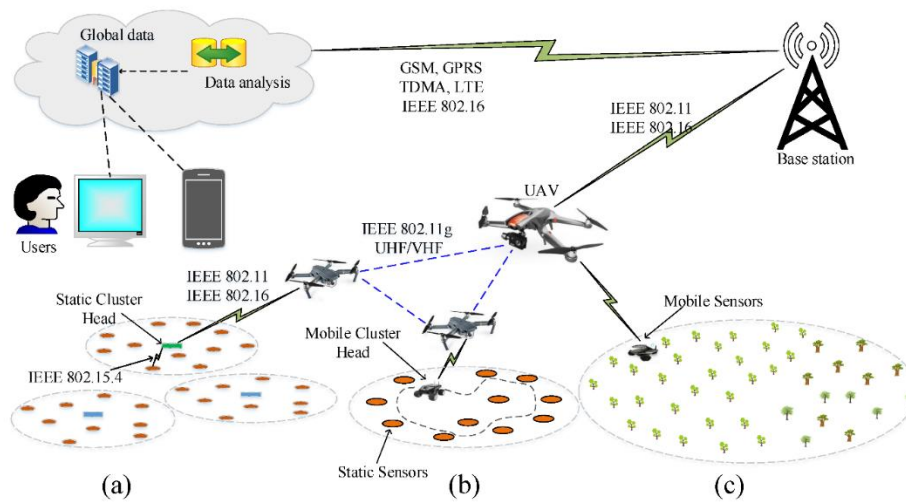 Global data
Data analysis
GSM, GPRS
TDMA, LTE
IEEE 802.16
IEEE 802.11
IEEE 802.16
Base station
UAV
Users
IEEE 802.11g
UHF/VHF
IEEE 802.11
IEEE 802.16
Static Cluster
Head
Mobile Cluster
Head
Mobile Sensors
IEEE 802.15.4
Static Sensors
(a)
(b)
(c)